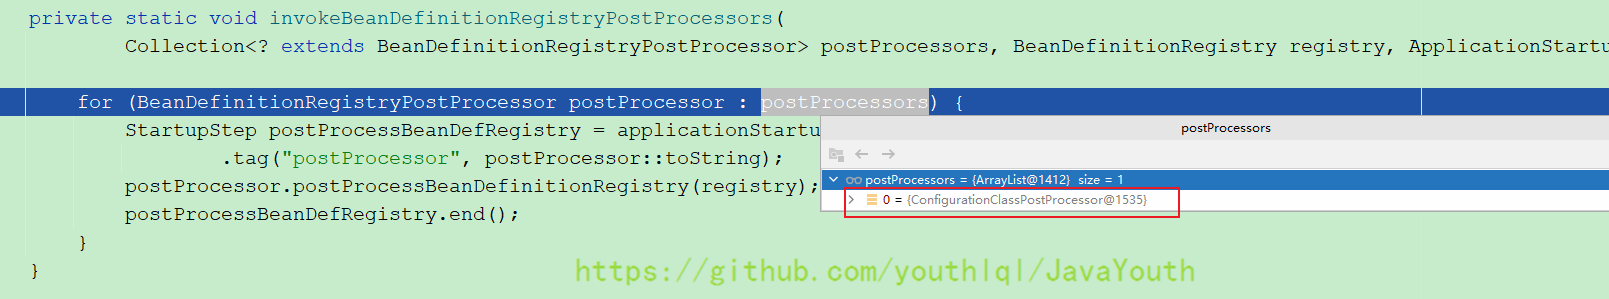 private static void invokeBeanDefinitionRegistryPostProcessors(
Collection<? extends BeanDefinitionRegistryPostProcessor> postProcessors, BeanDefinitionRegistry registry, ApplicationStartu
for (BeanDefinitionRegistryPostProcessor postProcessor : postProcessors) {
StartupStep postProcessBeanDefRegistry = applicationStartu
.tag("postProcessor", postProcessor::toString);
postProcessor.postProcessBeanDefinitionRegistry(registry);
postProcessBeanDefRegistry.end();
}
}
postProcessors
postProcessors = {ArrayList@1412} size = 1
0 = {ConfigurationClassPostProcessor@1535}
https://github.com/youthlql/JavaYouth